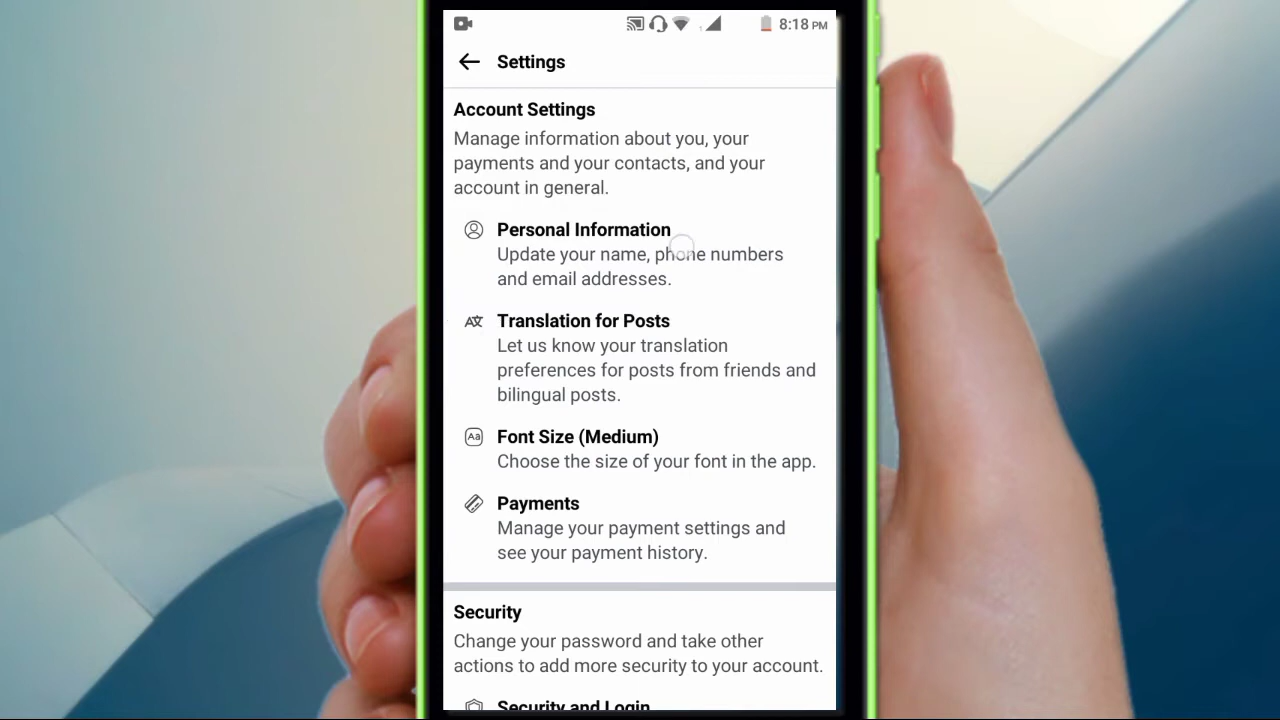 8:18 PM
Settings
Account Settings
Manage information about you, your
payments and your contacts, and your
account in general.
Personal Information
Update your name, phone numbers
and email addresses.
Translation for Posts
Let us know your translation
preferences for posts from friends and
bilingual posts.
Aa
Font Size (Medium)
Choose the size of your font in the app.
Payments
Manage your payment settings and
see your payment history.
Security
Change your password and take other
actions to add more security to your account.
Security and Login